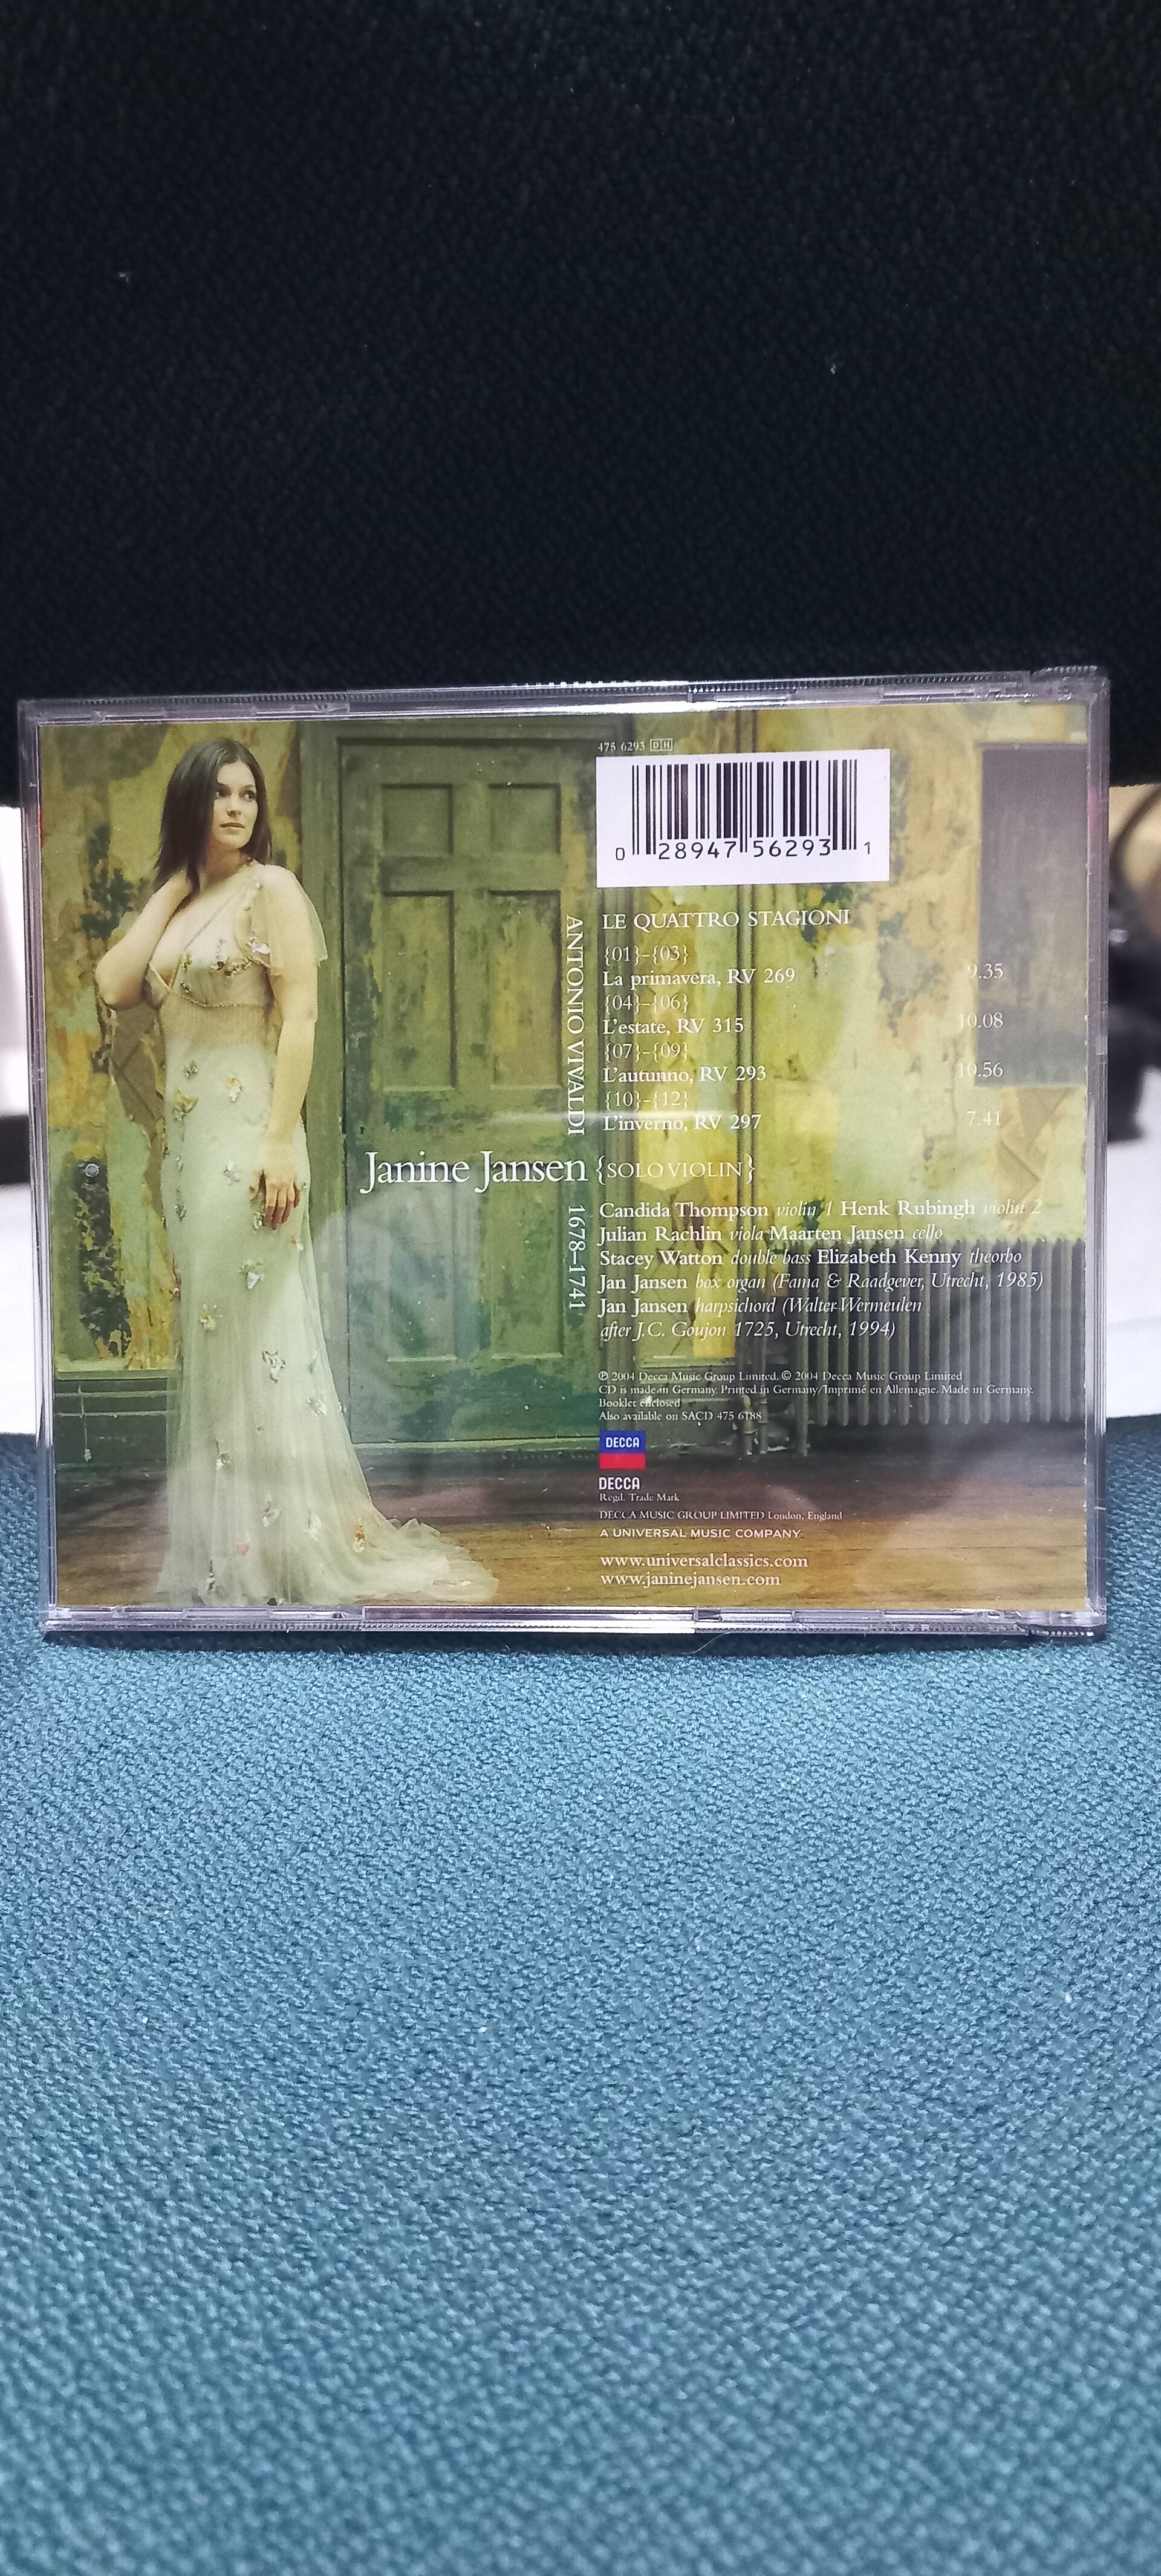 475 6293 DH
0 28947 56293 1
ANTONIO VIVALDI
1678–1741
LE QUATTRO STAGIONI
{01}–{03}
La primavera, RV 269 9.35
{04}–{06}
L'estate, RV 315 10.08
{07}–{09}
L'autunno, RV 293 10.56
{10}–{12}
L'inverno, RV 297 7.41
Janine Jansen {SOLO VIOLIN}
Candida Thompson violin 1 Henk Rubingh violin 2
Julian Rachlin viola Maarten Jansen cello
Stacey Watton double bass Elizabeth Kenny theorbo
Jan Jansen box organ (Fama & Raadgever, Utrecht, 1985)
Jan Jansen harpsichord (Walter Vermeulen
after J.C. Goujon 1725, Utrecht, 1994)
℗ 2004 Decca Music Group Limited. © 2004 Decca Music Group Limited
CD is made in Germany. Printed in Germany/Imprimé en Allemagne. Made in Germany.
Booklet enclosed
Also available on SACD 475 6188
DECCA
DECCA
Regd. Trade Mark
DECCA MUSIC GROUP LIMITED London, England
A UNIVERSAL MUSIC COMPANY
www.universalclassics.com
www.janinejansen.com